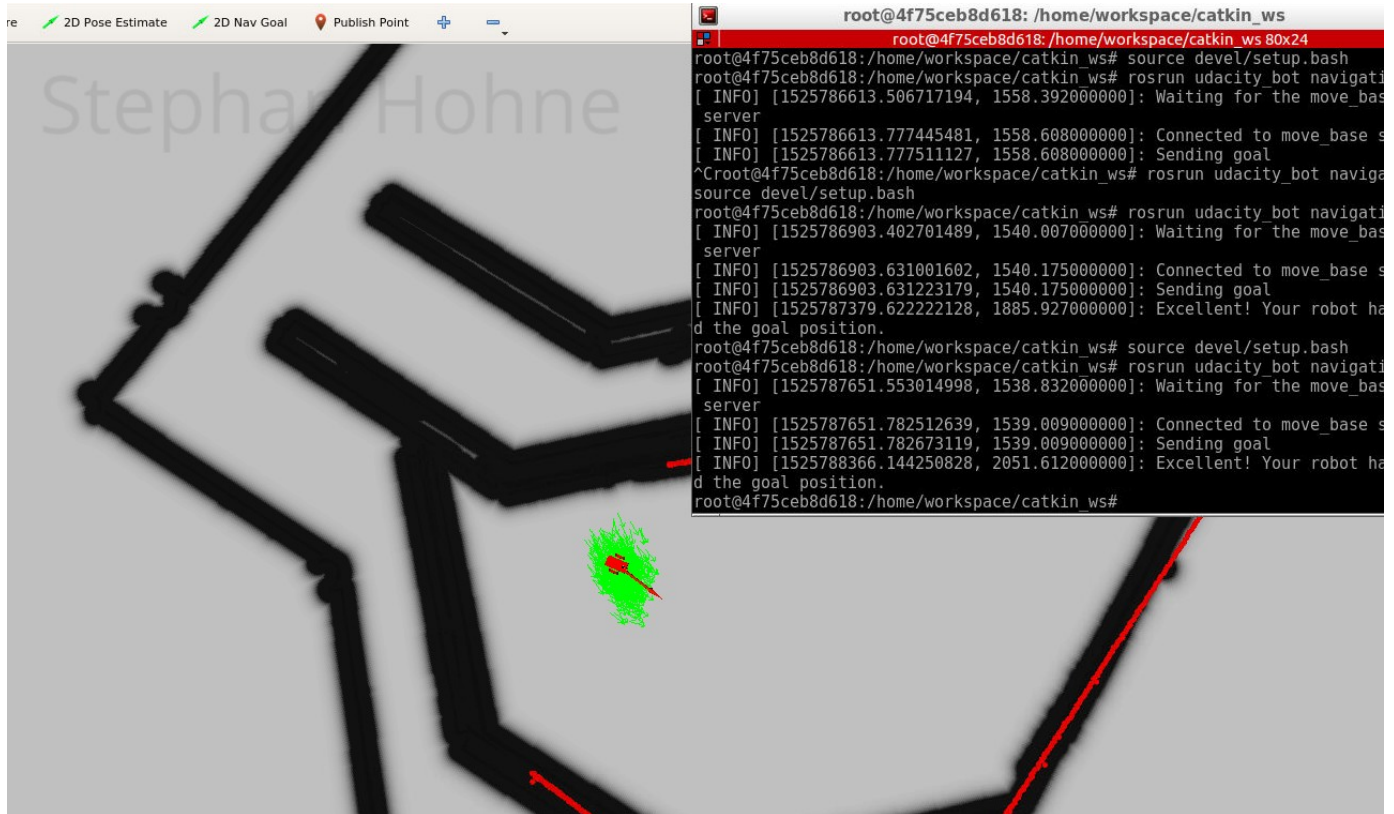 re 2D Pose Estimate 2D Nav Goal Publish Point
Stephan Hohne
root@4f75ceb8d618: /home/workspace/catkin_ws
root@4f75ceb8d618: /home/workspace/catkin_ws 80x24
root@4f75ceb8d618:/home/workspace/catkin_ws# source devel/setup.bash
root@4f75ceb8d618:/home/workspace/catkin_ws# rosrun udacity_bot navigati
[ INFO] [1525786613.506717194, 1558.392000000]: Waiting for the move_bas
server
[ INFO] [1525786613.777445481, 1558.608000000]: Connected to move_base s
[ INFO] [1525786613.777511127, 1558.608000000]: Sending goal
^Croot@4f75ceb8d618:/home/workspace/catkin_ws# rosrun udacity_bot naviga
source devel/setup.bash
root@4f75ceb8d618:/home/workspace/catkin_ws# rosrun udacity_bot navigati
[ INFO] [1525786903.402701489, 1540.007000000]: Waiting for the move_bas
server
[ INFO] [1525786903.631001602, 1540.175000000]: Connected to move_base s
[ INFO] [1525786903.631223179, 1540.175000000]: Sending goal
[ INFO] [1525787379.622222128, 1885.927000000]: Excellent! Your robot ha
d the goal position.
root@4f75ceb8d618:/home/workspace/catkin_ws# source devel/setup.bash
root@4f75ceb8d618:/home/workspace/catkin_ws# rosrun udacity_bot navigati
[ INFO] [1525787651.553014998, 1538.832000000]: Waiting for the move_bas
server
[ INFO] [1525787651.782512639, 1539.009000000]: Connected to move_base s
[ INFO] [1525787651.782673119, 1539.009000000]: Sending goal
[ INFO] [1525788366.144250828, 2051.612000000]: Excellent! Your robot ha
d the goal position.
root@4f75ceb8d618:/home/workspace/catkin_ws#